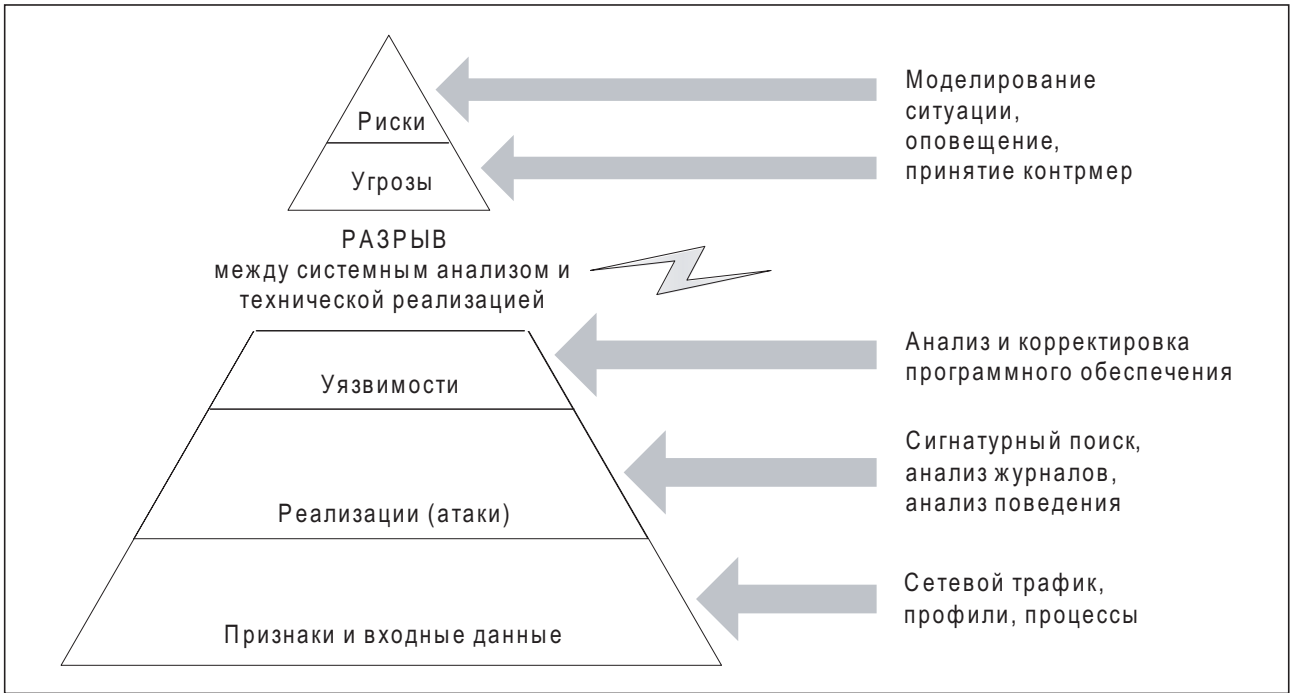 Риски
Угрозы
Моделирование
ситуации,
оповещение,
принятие контрмер
РАЗРЫВ
между системным анализом и
технической реализацией
Уязвимости
Анализ и корректировка
программного обеспечения
Реализации (атаки)
Сигнатурный поиск,
анализ журналов,
анализ поведения
Признаки и входные данные
Сетевой трафик,
профили, процессы